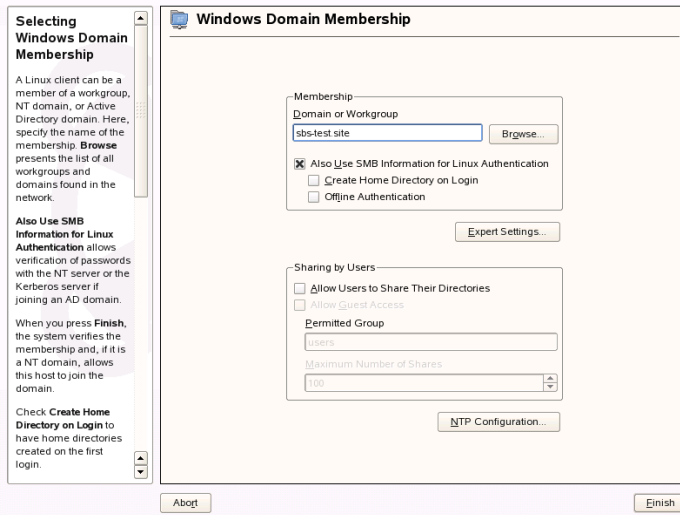 Selecting
Windows Domain
Membership
A Linux client can be a
member of a workgroup,
NT domain, or Active
Directory domain. Here,
specify the name of the
membership. Browse
presents the list of all
workgroups and
domains found in the
network.
Also Use SMB
Information for Linux
Authentication allows
verification of passwords
with the NT server or the
Kerberos server if
joining an AD domain.
When you press Finish,
the system verifies the
membership and, if it is
a NT domain, allows
this host to join the
domain.
Check Create Home
Directory on Login to
have home directories
created on the first
login.
Windows Domain Membership
Membership
Domain or Workgroup
sbs-test.site
Browse...
Also Use SMB Information for Linux Authentication
Create Home Directory on Login
Offline Authentication
Expert Settings...
Sharing by Users
Allow Users to Share Their Directories
Allow Guest Access
Permitted Group
users
Maximum Number of Shares
100
NTP Configuration...
Abort
Finish